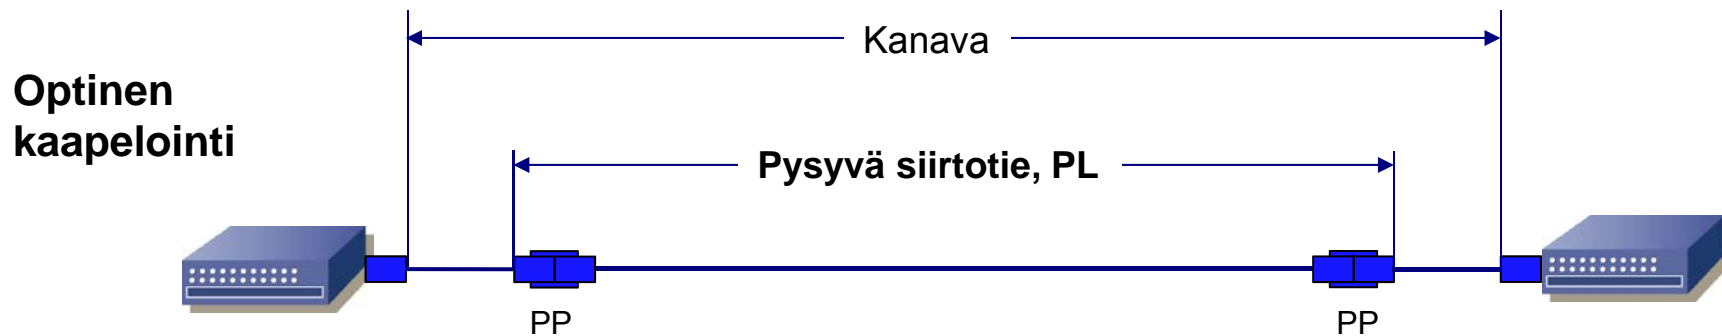 Kanava
Optinen
kaapelointi
Pysyvä siirtotie, PL
PP
PP